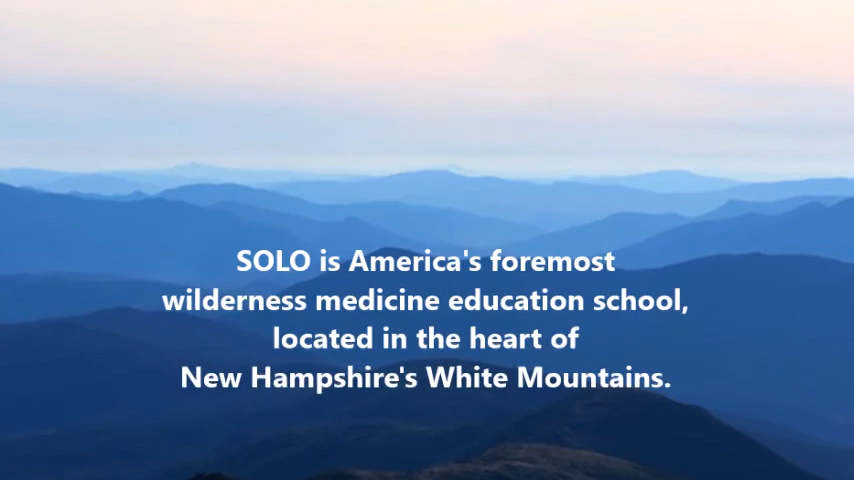 SOLO is America's foremost
wilderness medicine education school,
located in the heart of
New Hampshire's White Mountains.